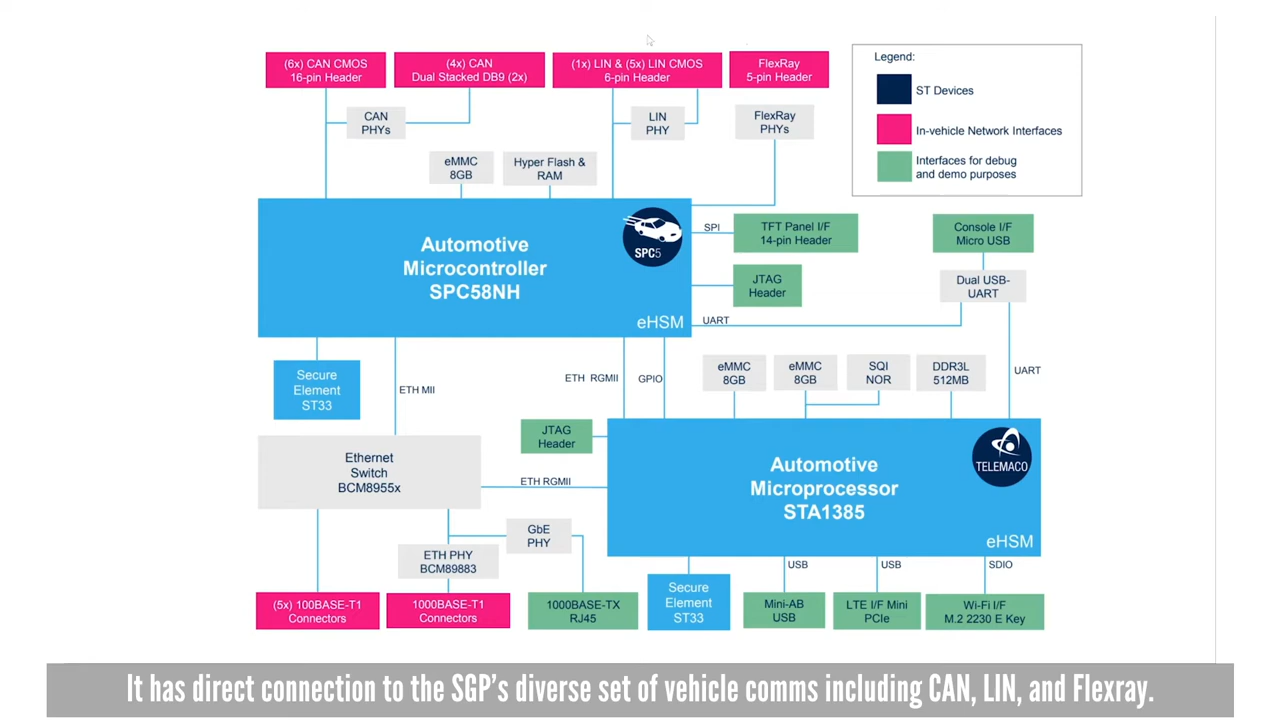 (6x) CAN CMOS
16-pin Header
(4x) CAN
Dual Stacked DB9 (2x)
(1x) LIN & (5x) LIN CMOS
6-pin Header
FlexRay
5-pin Header
Legend:
ST Devices
In-vehicle Network Interfaces
Interfaces for debug
and demo purposes
CAN
PHYs
LIN
PHY
FlexRay
PHYs
eMMC
8GB
Hyper Flash &
RAM
Automotive
Microcontroller
SPC58NH
SPC5
eHSM
SPI
TFT Panel I/F
14-pin Header
Console I/F
Micro USB
JTAG
Header
Dual USB-
UART
UART
Secure
Element
ST33
ETH MII
ETH RGMII
GPIO
eMMC
8GB
eMMC
8GB
SQI
NOR
DDR3L
512MB
UART
JTAG
Header
Ethernet
Switch
BCM8955x
ETH RGMII
Automotive
Microprocessor
STA1385
TELEMACO
eHSM
GbE
PHY
ETH PHY
BCM89883
USB
USB
SDIO
(5x) 100BASE-T1
Connectors
1000BASE-T1
Connectors
1000BASE-TX
RJ45
Secure
Element
ST33
Mini-AB
USB
LTE I/F Mini
PCIe
Wi-Fi I/F
M.2 2230 E Key
It has direct connection to the SGP's diverse set of vehicle comms including CAN, LIN, and Flexray.